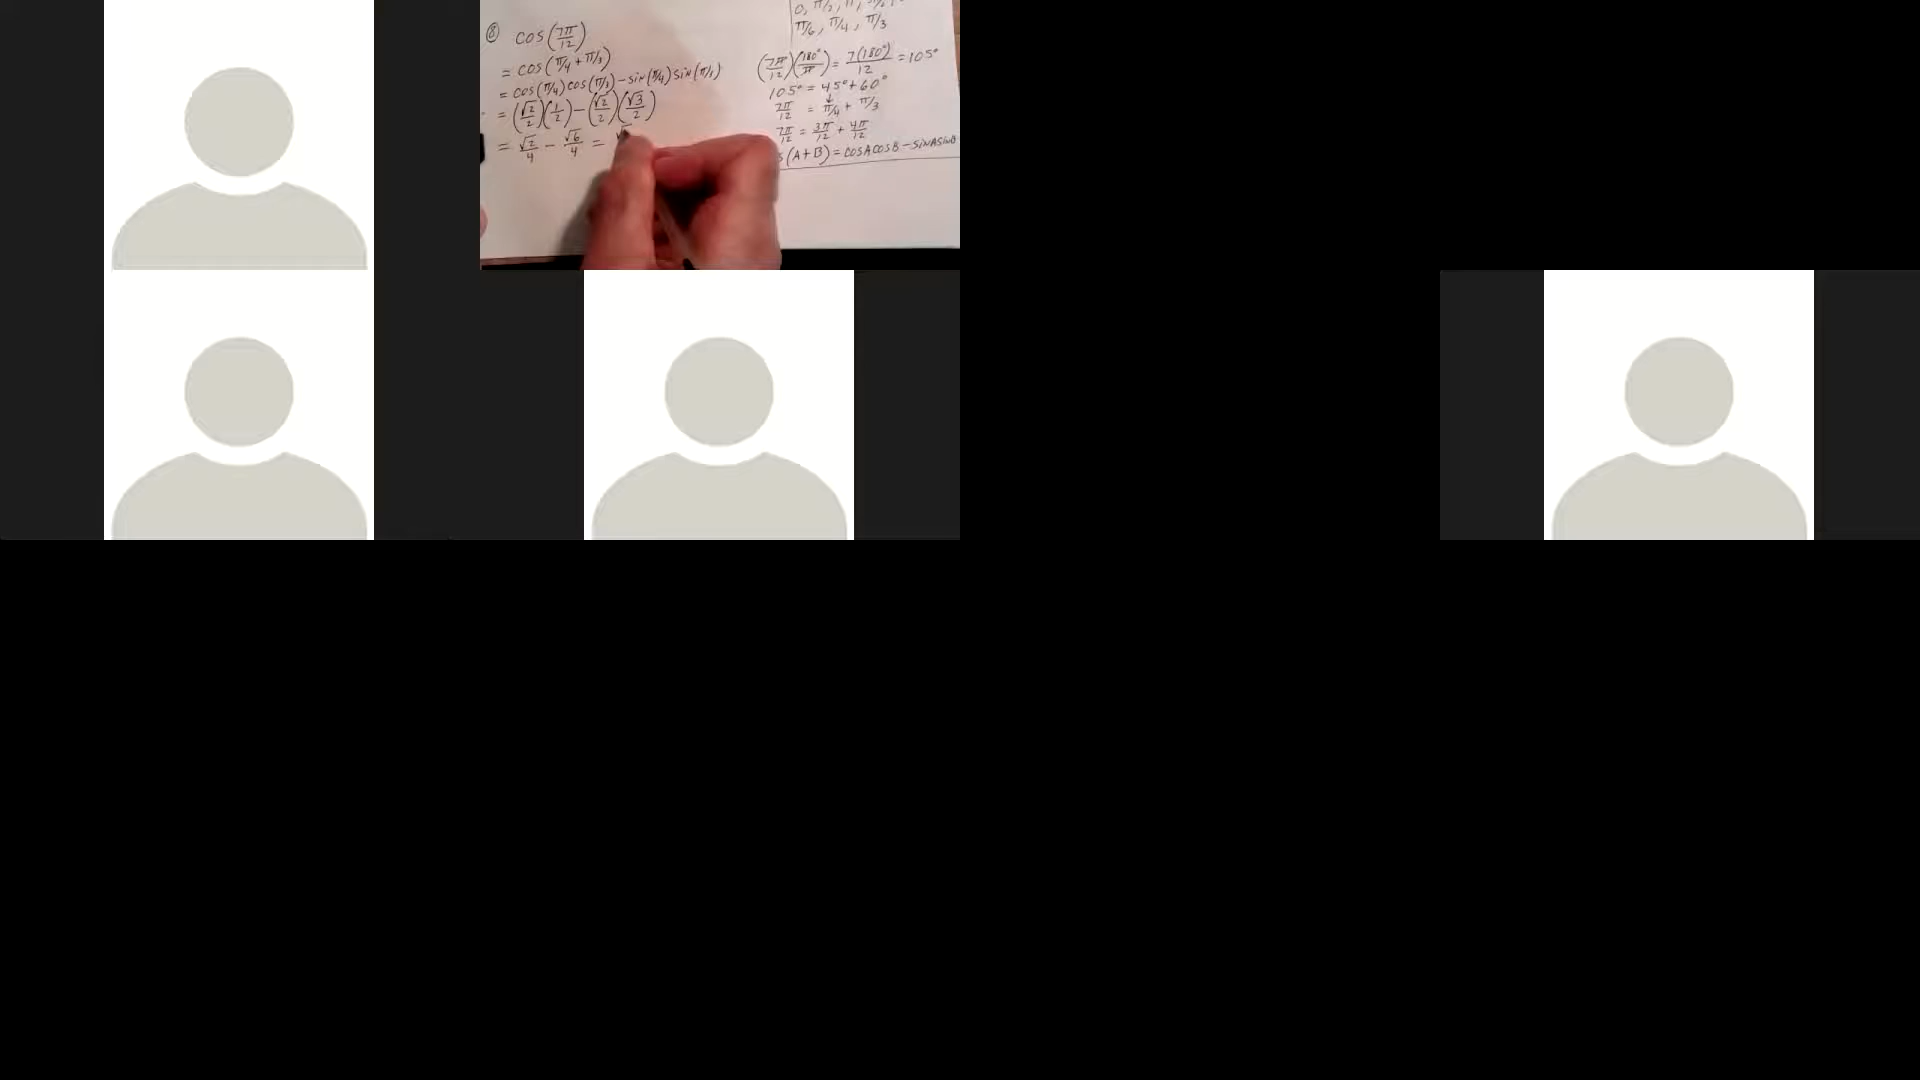 ⑧ cos(7π/12)
= cos(π/4 + π/3)
= cos(π/4)cos(π/3) - sin(π/4)sin(π/3)
= (√2/2)(1/2) - (√2/2)(√3/2)
= √2/4 - √6/4 =
0, π/2, π,
π/6, π/4, π/3
(7π/12)(180°/π) = 7(180°)/12 = 105°
105° = 45° + 60°
7π/12 = π/4 + π/3
7π/12 = 3π/12 + 4π/12
(A+B) = cosAcosB - sinAsinB